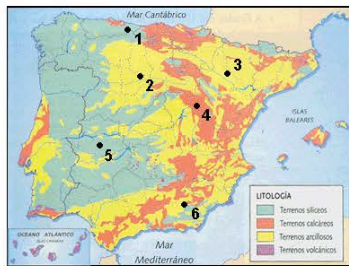 Mar Cantábrico
1
2
3
4
5
6
ISLAS
BALEARES
LITOLOGÍA
Terrenos silíceos
Terrenos calcáreos
Terrenos arcillosos
Terrenos volcánicos
OCEANO ATLÁNTICO
Mar
Mediterráneo